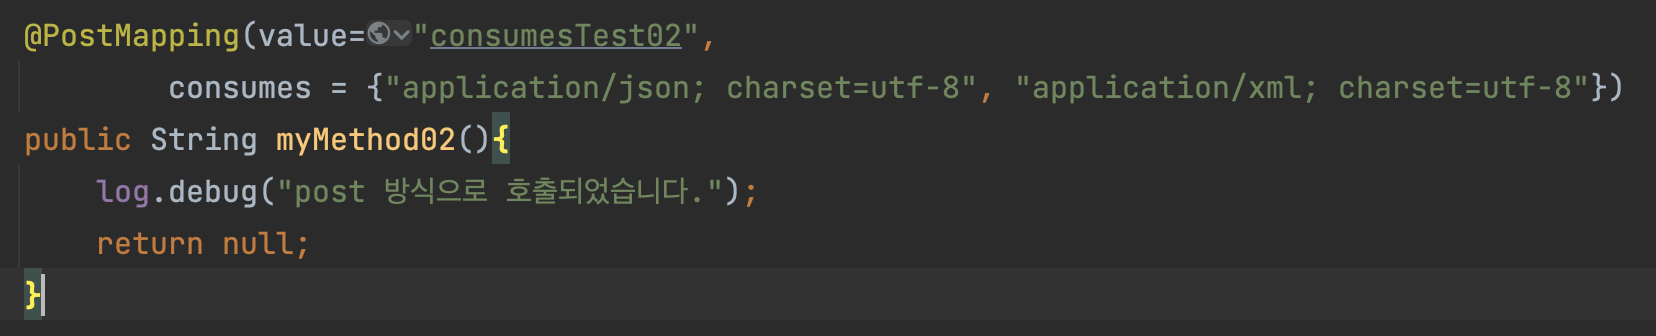 @PostMapping(value="consumesTest02",
        consumes = {"application/json; charset=utf-8", "application/xml; charset=utf-8"})
public String myMethod02(){
    log.debug("post 방식으로 호출되었습니다.");
    return null;
}